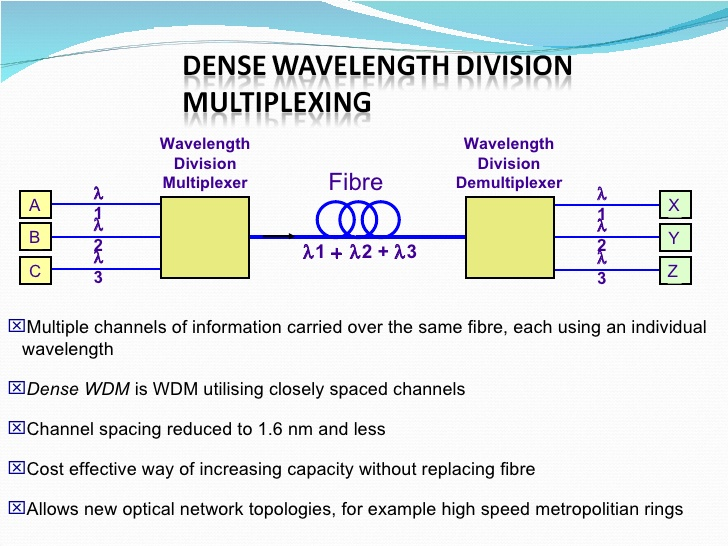 DENSE WAVELENGTH DIVISION
MULTIPLEXING
Wavelength
Division
Multiplexer
Wavelength
Division
Demultiplexer
Fibre
A
B
C
λ
1
λ
2
λ
3
λ1 + λ2 + λ3
λ
1
λ
2
λ
3
X
Y
Z
Multiple channels of information carried over the same fibre, each using an individual
wavelength
Dense WDM is WDM utilising closely spaced channels
Channel spacing reduced to 1.6 nm and less
Cost effective way of increasing capacity without replacing fibre
Allows new optical network topologies, for example high speed metropolitian rings